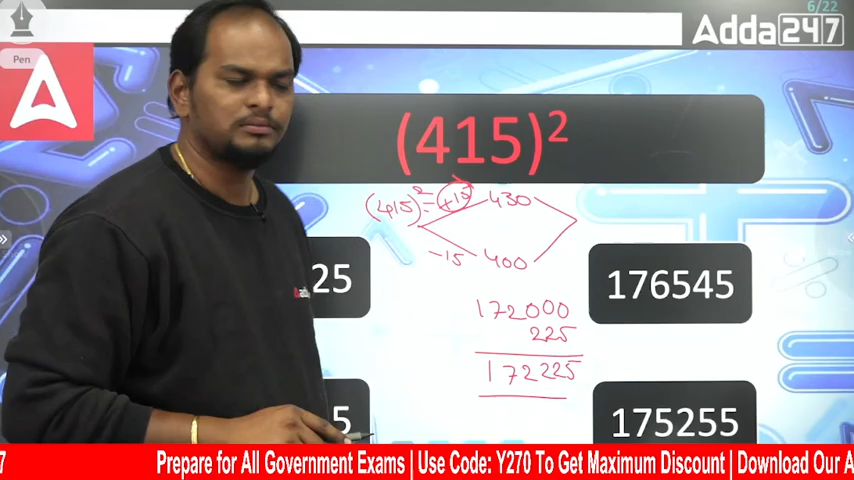 6/22
Pen
Adda247
(415)²
(415)² = +15 430
-15 400
25
176545
172000
225
172225
5
175255
7 Prepare for All Government Exams | Use Code: Y270 To Get Maximum Discount | Download Our A